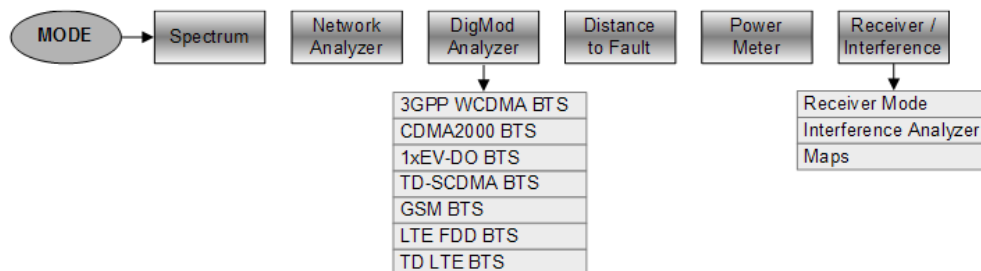 MODE
Spectrum
Network
Analyzer
DigMod
Analyzer
Distance
to Fault
Power
Meter
Receiver /
Interference
3GPP WCDMA BTS
CDMA2000 BTS
1xEV-DO BTS
TD-SCDMA BTS
GSM BTS
LTE FDD BTS
TD LTE BTS
Receiver Mode
Interference Analyzer
Maps